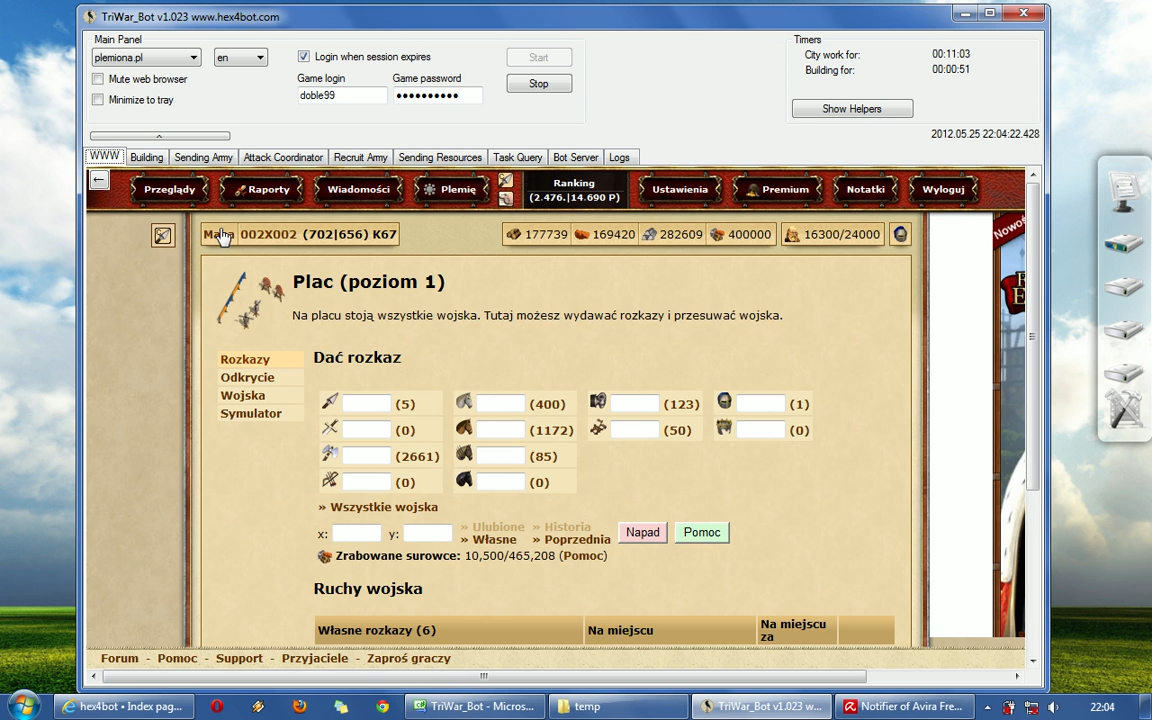 TriWar_Bot v1.023 www.hex4bot.com
Main Panel
plemiona.pl
en
Login when session expires
Start
Mute web browser
Game login
Game password
Stop
Minimize to tray
doble99
••••••••••
Timers
City work for:
00:11:03
Building for:
00:00:51
Show Helpers
2012.05.25 22:04:22.428
WWW
Building
Sending Army
Attack Coordinator
Recruit Army
Sending Resources
Task Query
Bot Server
Logs
Przeglądy
Raporty
Wiadomości
Plemię
Ranking
(2.476.|14.690 P)
Ustawienia
Premium
Notatki
Wyloguj
002X002 (702|656) K67
177739
169420
282609
400000
16300/24000
Plac (poziom 1)
Na placu stoją wszystkie wojska. Tutaj możesz wydawać rozkazy i przesuwać wojska.
Rozkazy
Odkrycie
Wojska
Symulator
Dać rozkaz
(5)
(400)
(123)
(1)
(0)
(1172)
(50)
(0)
(2661)
(85)
(0)
(0)
» Wszystkie wojska
x:
y:
» Ulubione
» Historia
» Własne
» Poprzednia
Napad
Pomoc
Zrabowane surowce: 10,500/465,208 (Pomoc)
Ruchy wojska
Własne rozkazy (6)
Na miejscu
Na miejscu
za
Forum - Pomoc - Support - Przyjaciele - Zaproś graczy
hex4bot • Index pag...
TriWar_Bot - Micros...
temp
TriWar_Bot v1.023 w...
Notifier of Avira Fre...
22:04